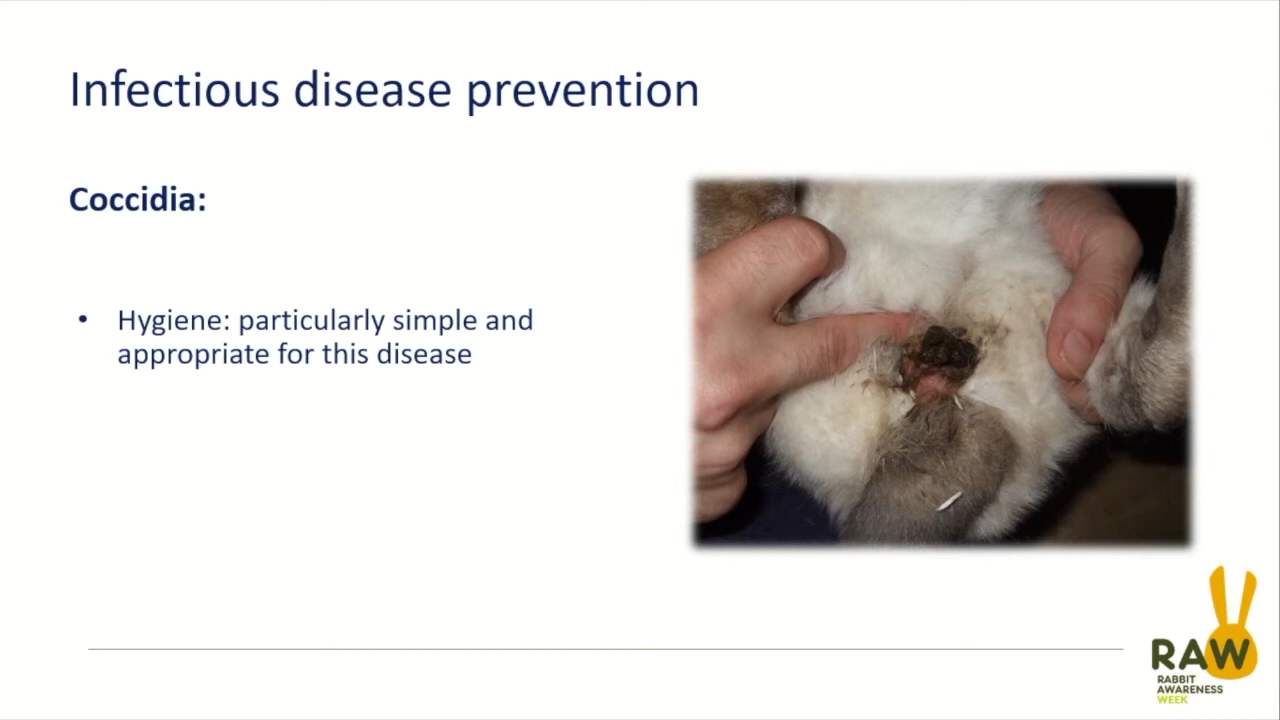 Infectious disease prevention
Coccidia:
• Hygiene: particularly simple and
appropriate for this disease
RAW
RABBIT
AWARENESS
WEEK